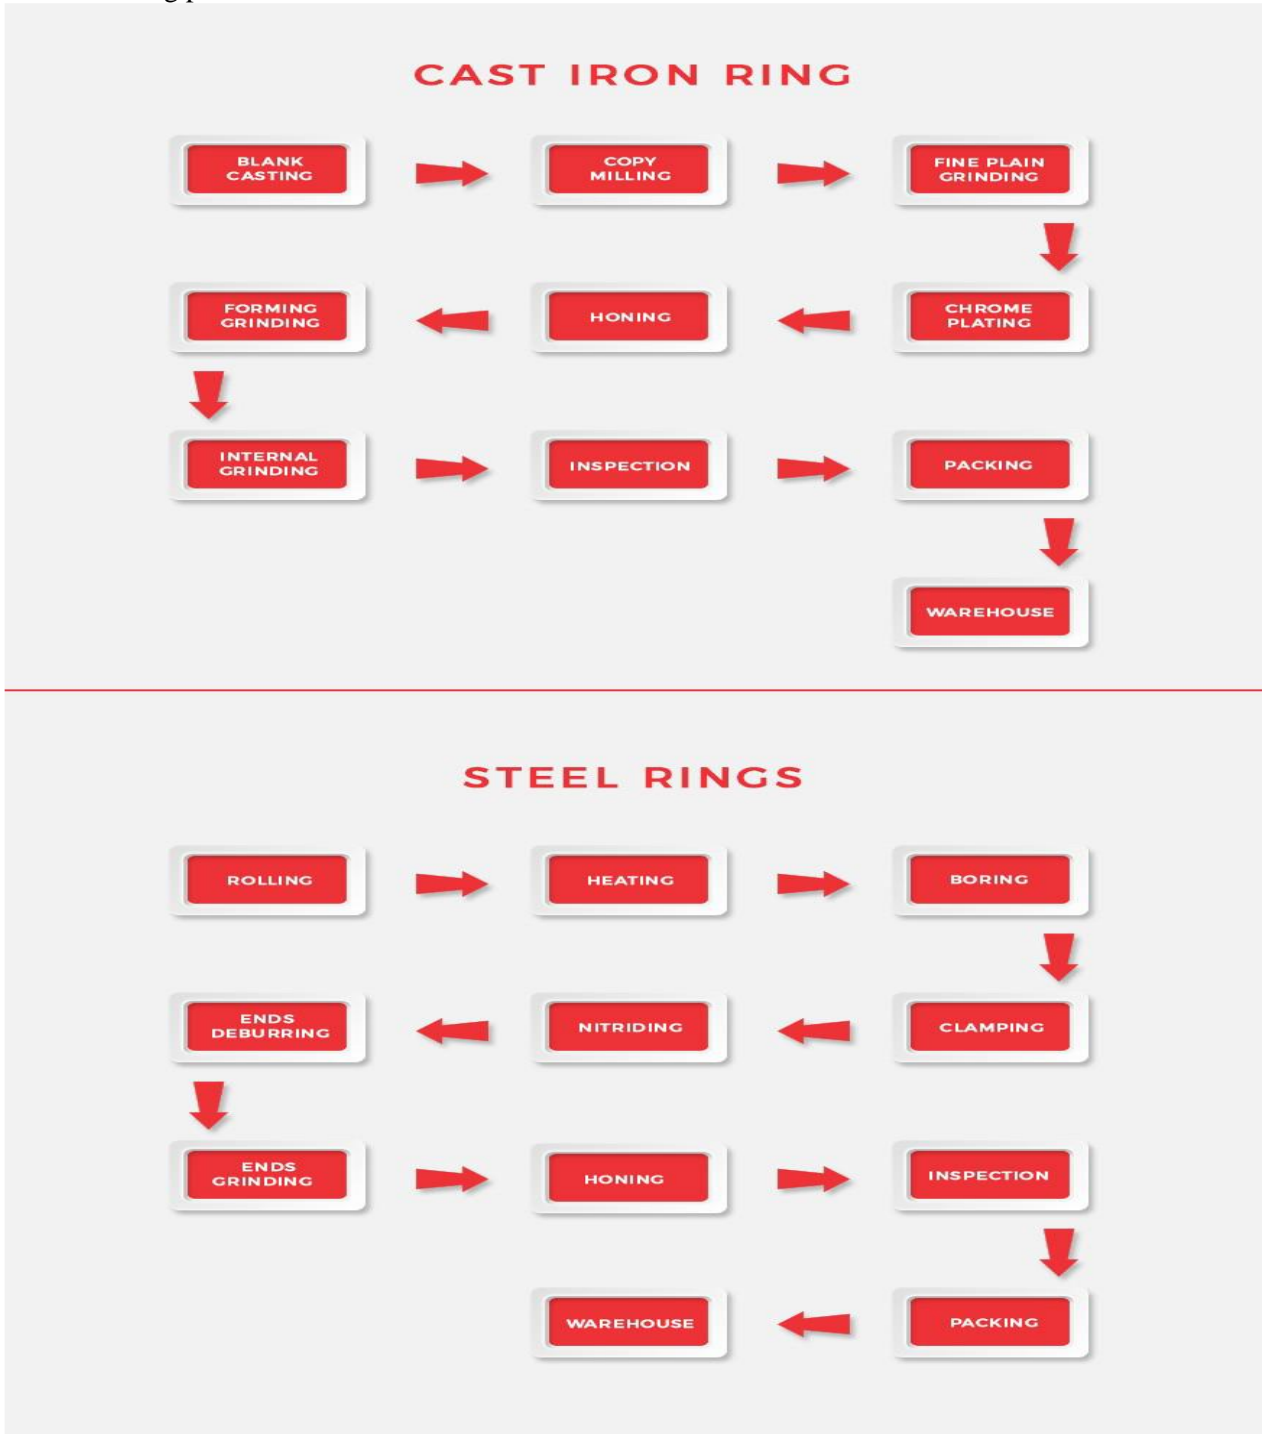 CAST IRON RING
BLANK
CASTING
COPY
MILLING
FINE PLAIN
GRINDING
FORMING
GRINDING
HONING
CHROME
PLATING
INTERNAL
GRINDING
INSPECTION
PACKING
WAREHOUSE
STEEL RINGS
ROLLING
HEATING
BORING
ENDS
DEBURRING
NITRIDING
CLAMPING
ENDS
GRINDING
HONING
INSPECTION
WAREHOUSE
PACKING